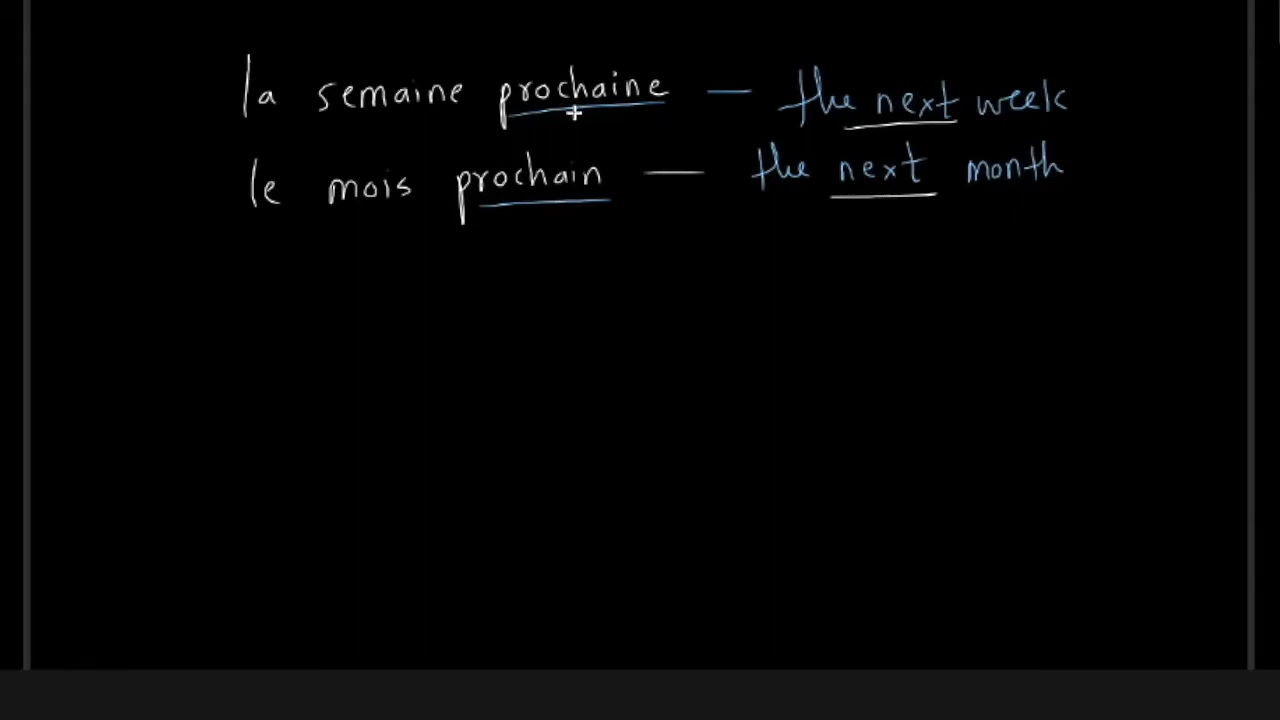 la semaine prochaine — the next week
le mois prochain — the next month